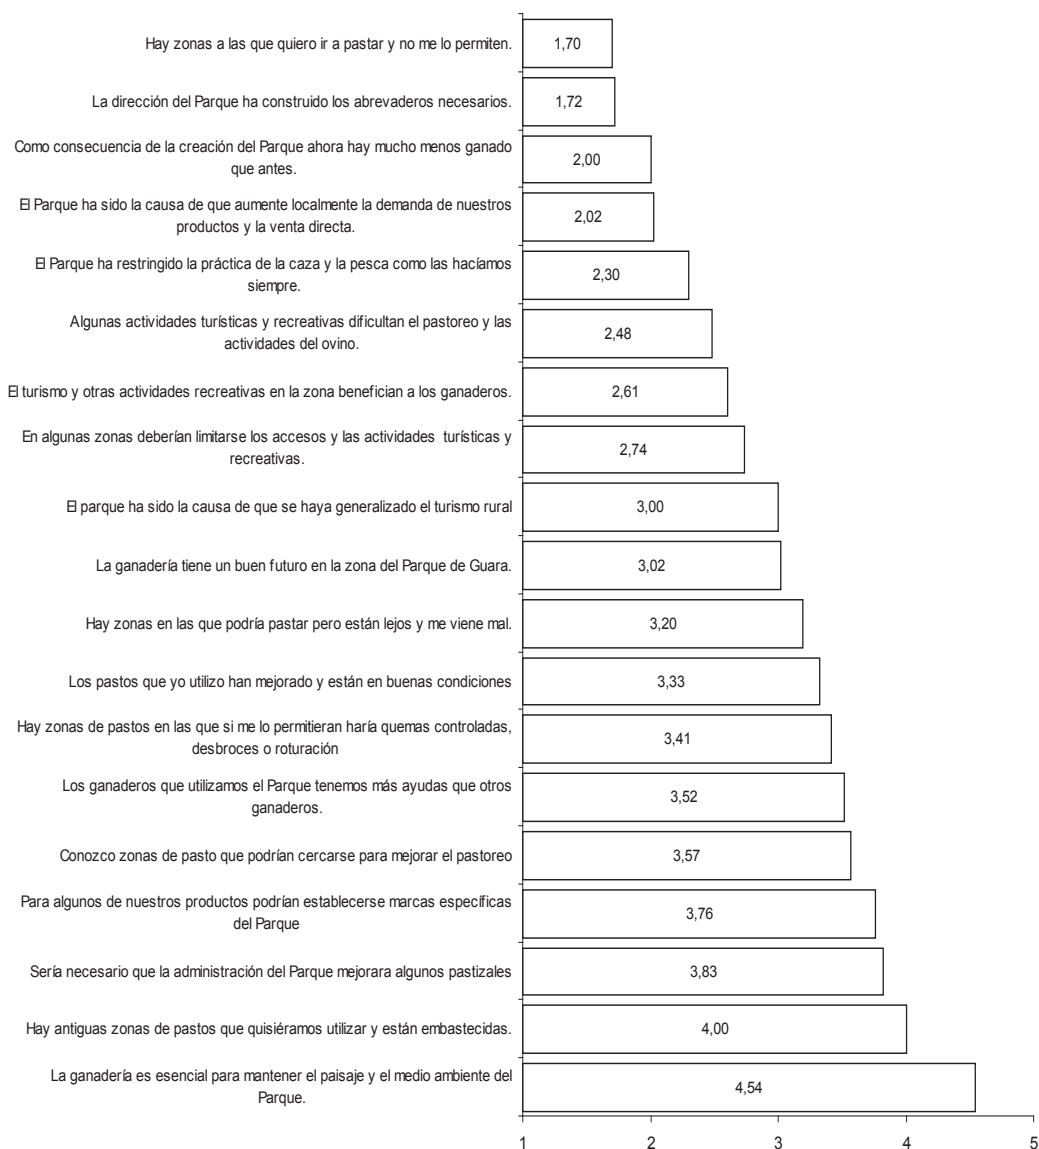 Hay zonas a las que quiero ir a pastar y no me lo permiten.
1,70
La dirección del Parque ha construido los abrevaderos necesarios.
1,72
Como consecuencia de la creación del Parque ahora hay mucho menos ganado
que antes.
2,00
El Parque ha sido la causa de que aumente localmente la demanda de nuestros
productos y la venta directa.
2,02
El Parque ha restringido la práctica de la caza y la pesca como las hacíamos
siempre.
2,30
Algunas actividades turísticas y recreativas dificultan el pastoreo y las
actividades del ovino.
2,48
El turismo y otras actividades recreativas en la zona benefician a los ganaderos.
2,61
En algunas zonas deberían limitarse los accesos y las actividades turísticas y
recreativas.
2,74
El parque ha sido la causa de que se haya generalizado el turismo rural
3,00
La ganadería tiene un buen futuro en la zona del Parque de Guara.
3,02
Hay zonas en las que podría pastar pero están lejos y me viene mal.
3,20
Los pastos que yo utilizo han mejorado y están en buenas condiciones
3,33
Hay zonas de pastos en las que si me lo permitieran haría quemas controladas,
desbroces o roturación
3,41
Los ganaderos que utilizamos el Parque tenemos más ayudas que otros
ganaderos.
3,52
Conozco zonas de pasto que podrían cercarse para mejorar el pastoreo
3,57
Para algunos de nuestros productos podrían establecerse marcas específicas
del Parque
3,76
Sería necesario que la administración del Parque mejorara algunos pastizales
3,83
Hay antiguas zonas de pastos que quisiéramos utilizar y están embastecidas.
4,00
La ganadería es esencial para mantener el paisaje y el medio ambiente del
Parque.
4,54
1 2 3 4 5